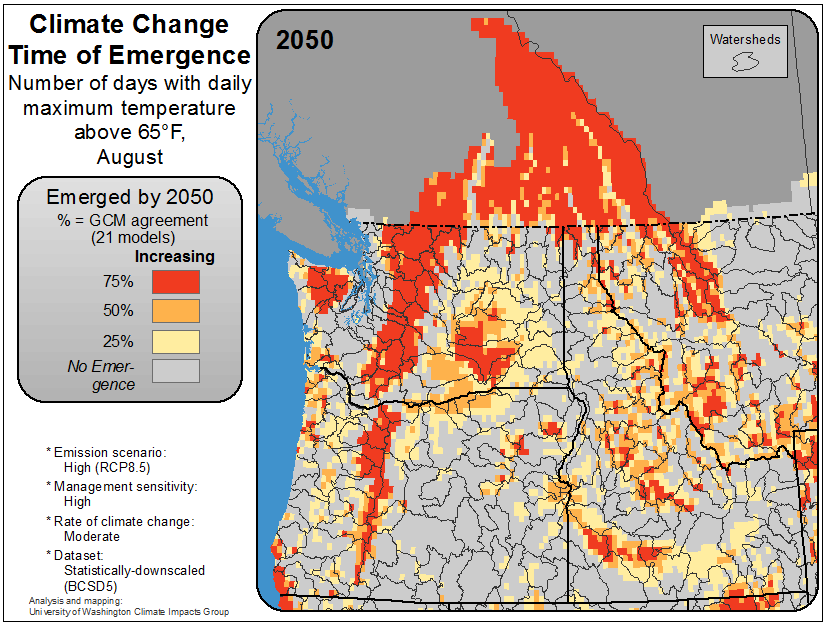 Climate Change
Time of Emergence
Number of days with daily
maximum temperature
above 65°F,
August
2050
Watersheds
Emerged by 2050
% = GCM agreement
(21 models)
Increasing
75%
50%
25%
No Emer-
gence
* Emission scenario:
High (RCP8.5)
* Management sensitivity:
High
* Rate of climate change:
Moderate
* Dataset:
Statistically-downscaled
(BCSD5)
Analysis and mapping:
University of Washington Climate Impacts Group